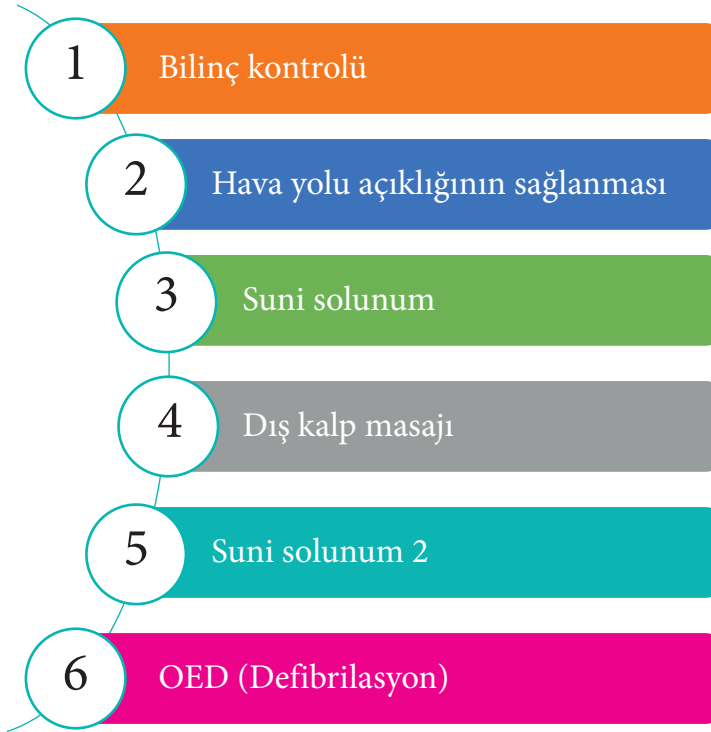 1 Bilinç kontrolü
2 Hava yolu açıklığının sağlanması
3 Suni solunum
4 Dış kalp masajı
5 Suni solunum 2
6 OED (Defibrilasyon)